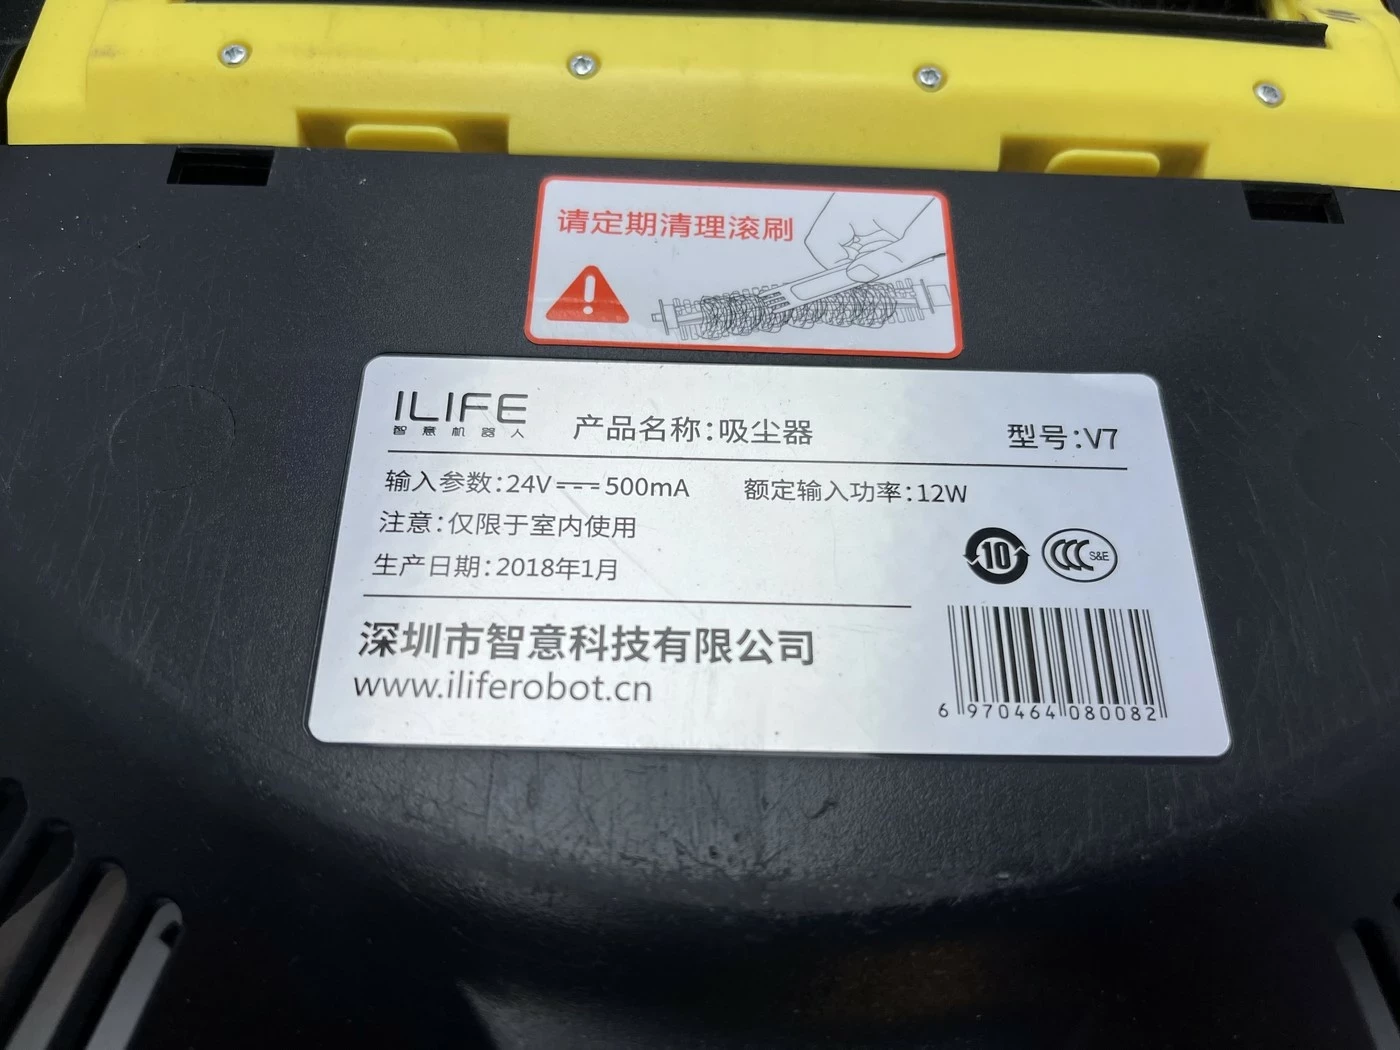 请定期清理滚刷
ILIFE
智意机器人
产品名称:吸尘器
型号:V7
输入参数:24V⎓500mA
额定输入功率:12W
注意:仅限于室内使用
生产日期:2018年1月
10
CCC S&E
深圳市智意科技有限公司
www.iliferobot.cn
6 970464 080082